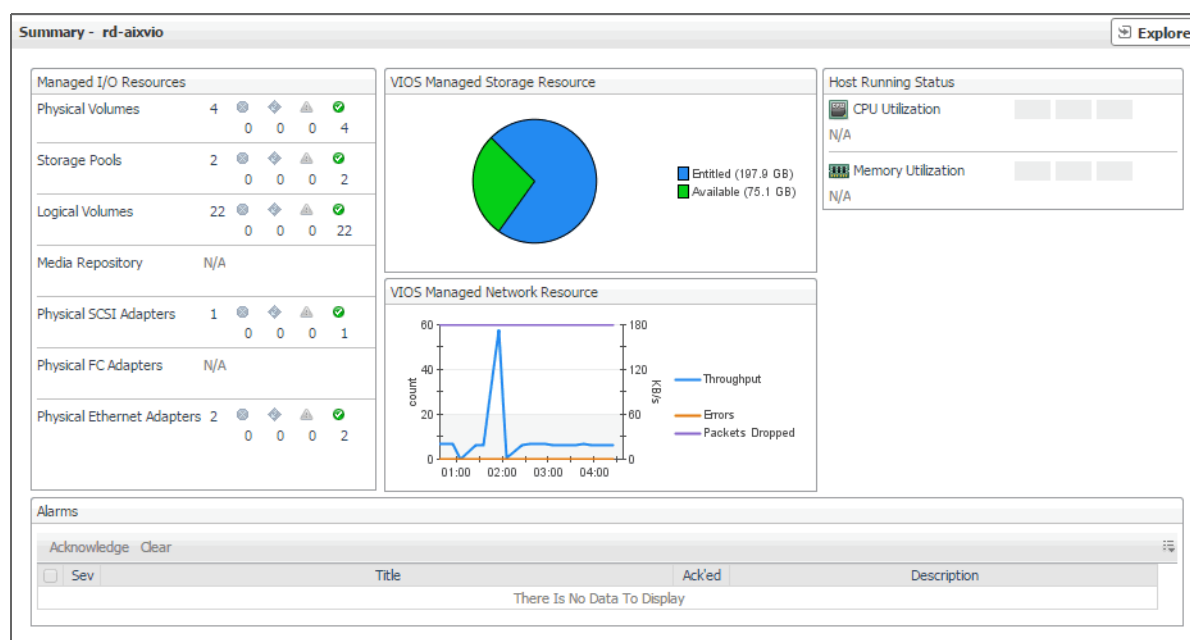 Summary - rd-aixvio
Explore
Managed I/O Resources
Physical Volumes 4
0 0 0 4
Storage Pools 2
0 0 0 2
Logical Volumes 22
0 0 0 22
Media Repository N/A
Physical SCSI Adapters 1
0 0 0 1
Physical FC Adapters N/A
Physical Ethernet Adapters 2
0 0 0 2
VIOS Managed Storage Resource
Entitled (197.9 GB)
Available (75.1 GB)
VIOS Managed Network Resource
60 180
40 120
20 60
0 0
count
KB/s
01:00 02:00 03:00 04:00
Throughput
Errors
Packets Dropped
Host Running Status
CPU Utilization
N/A
Memory Utilization
N/A
Alarms
Acknowledge Clear
Sev Title Ack'ed Description
There Is No Data To Display